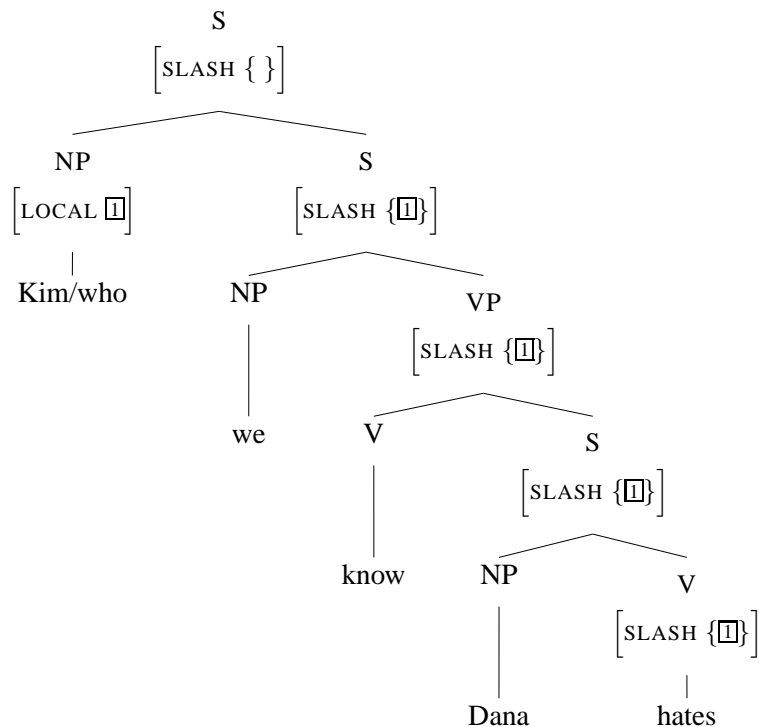 S
[SLASH { }]
NP S
[LOCAL 1] [SLASH {1}]
Kim/who NP VP
[SLASH {1}]
we V S
[SLASH {1}]
know NP V
[SLASH {1}]
Dana hates